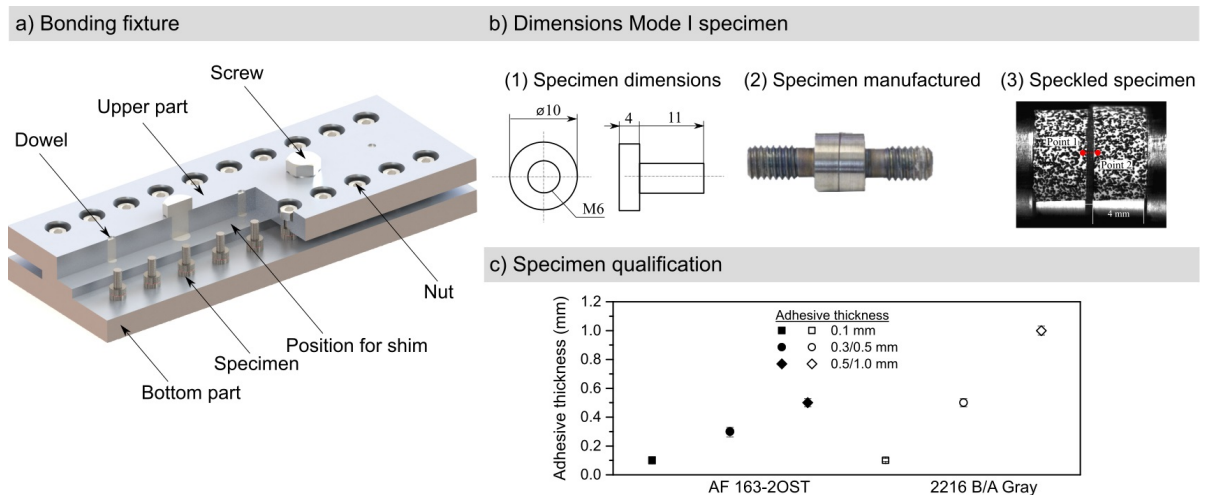 a) Bonding fixture
Screw
Upper part
Dowel
Nut
Position for shim
Specimen
Bottom part
b) Dimensions Mode I specimen
(1) Specimen dimensions
ø10
4
11
M6
(2) Specimen manufactured
(3) Speckled specimen
Point 1
Point 2
4 mm
c) Specimen qualification
Adhesive thickness (mm)
1.2
1.0
0.8
0.6
0.4
0.2
0.0
Adhesive thickness
0.1 mm
0.3/0.5 mm
0.5/1.0 mm
AF 163-2OST
2216 B/A Gray